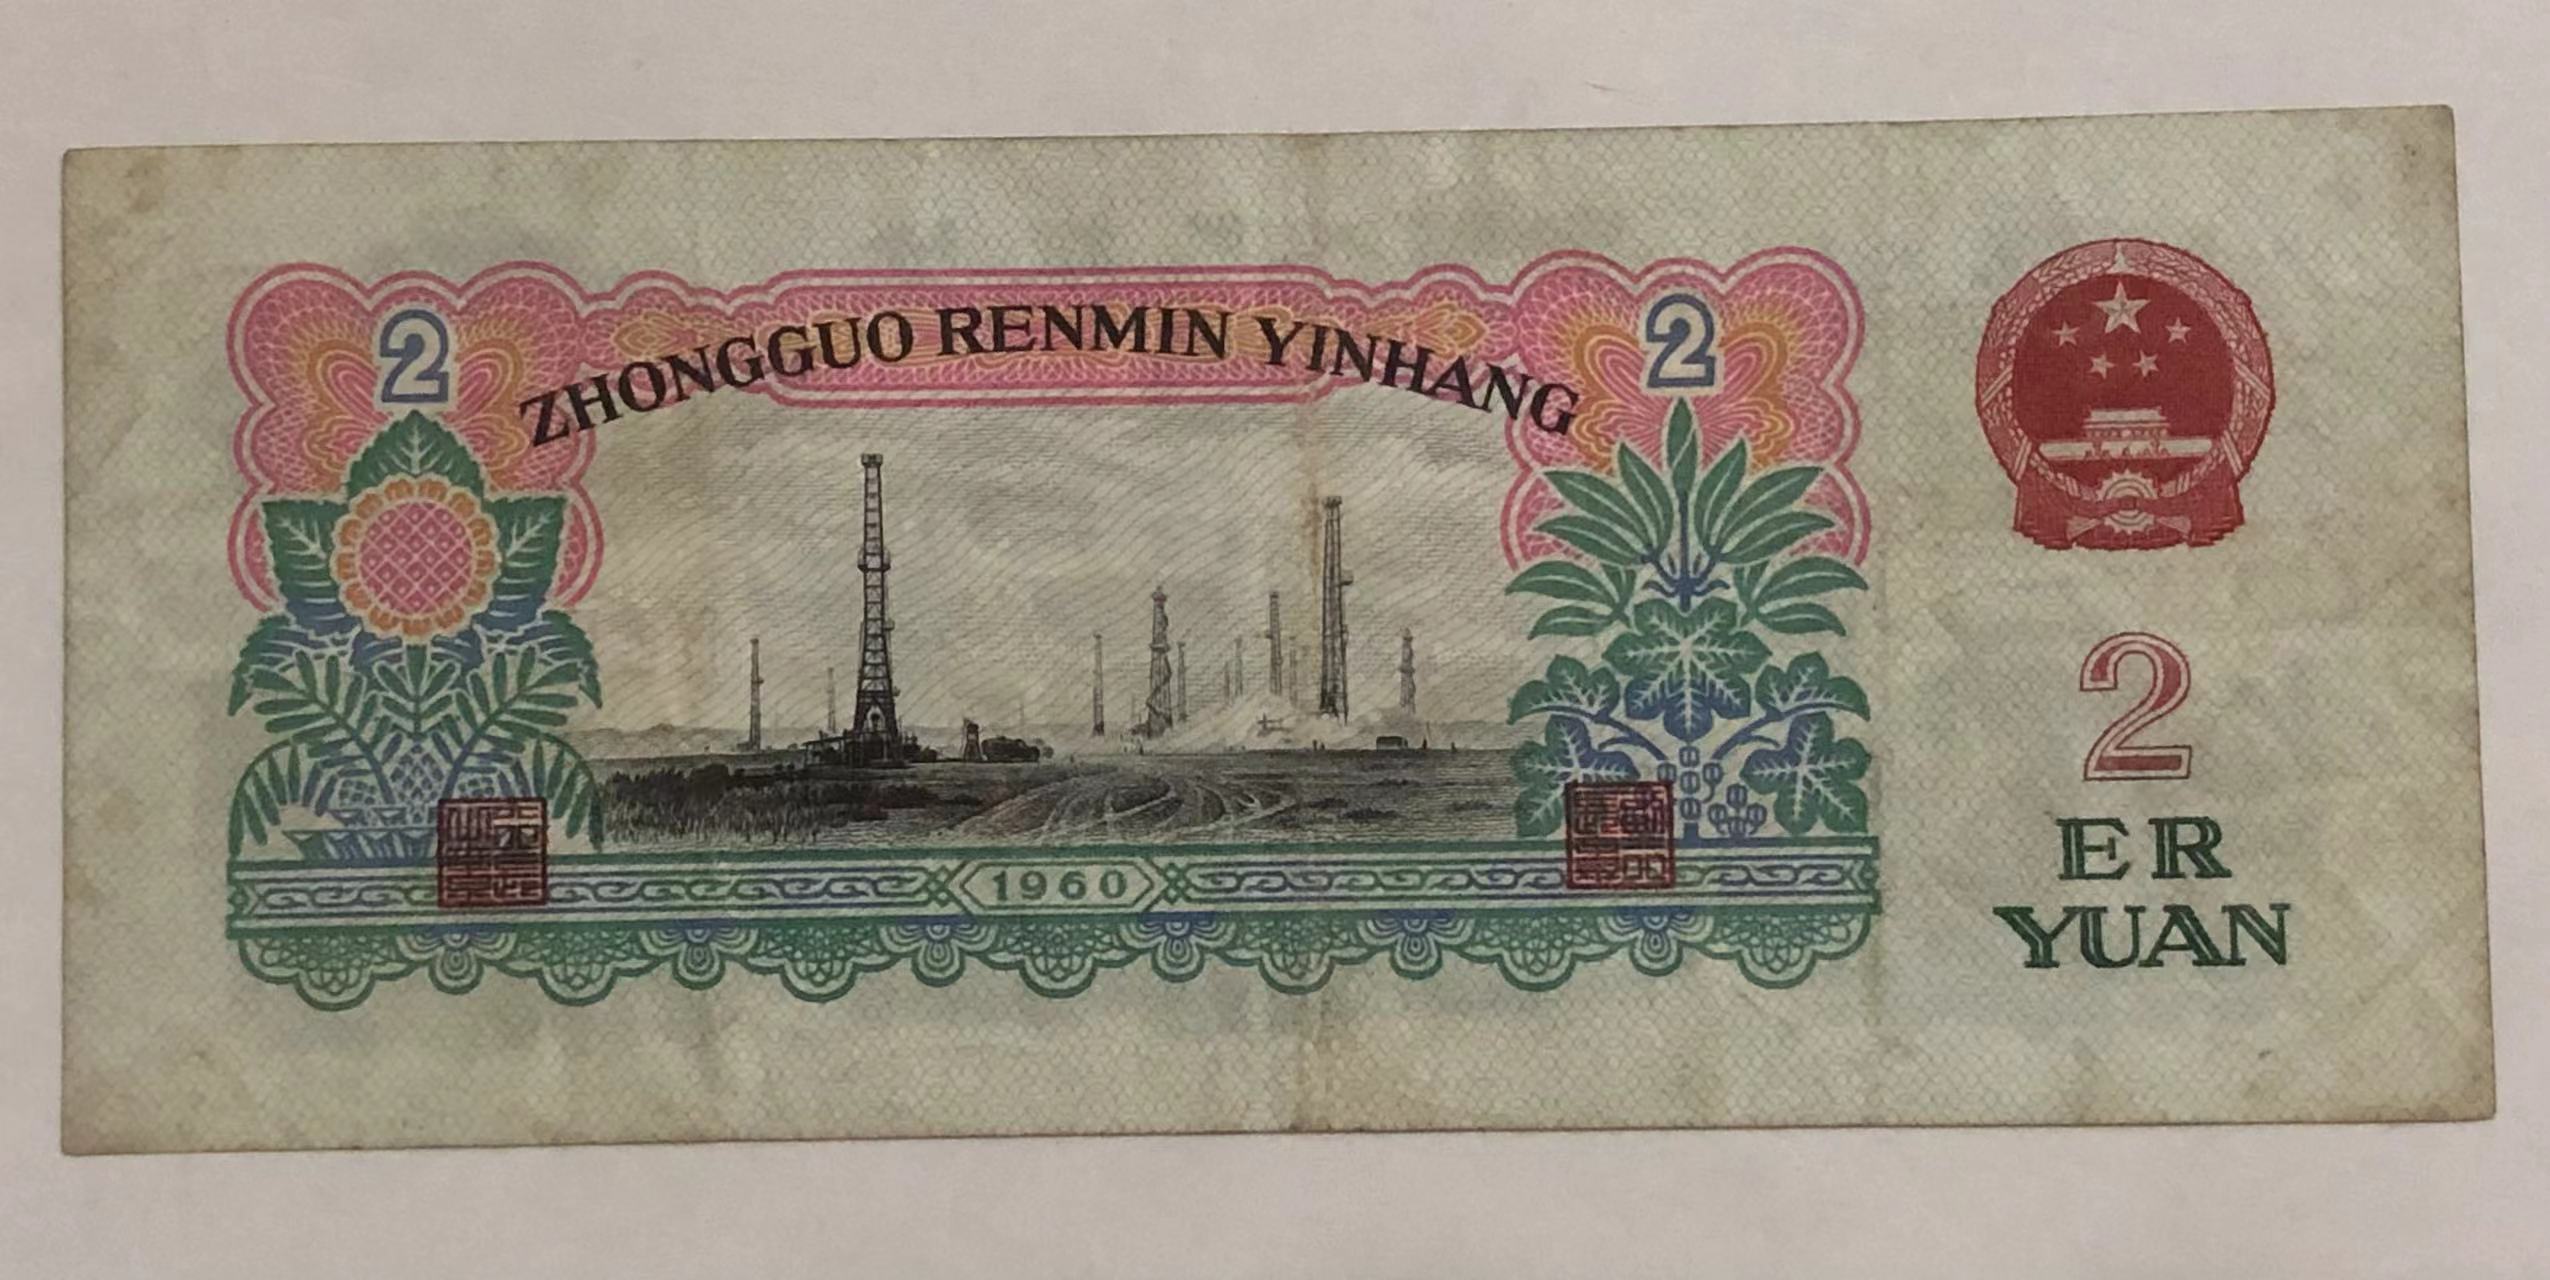 2
2
ZHONGGUO RENMIN YINHANG
1960
2
ER
YUAN